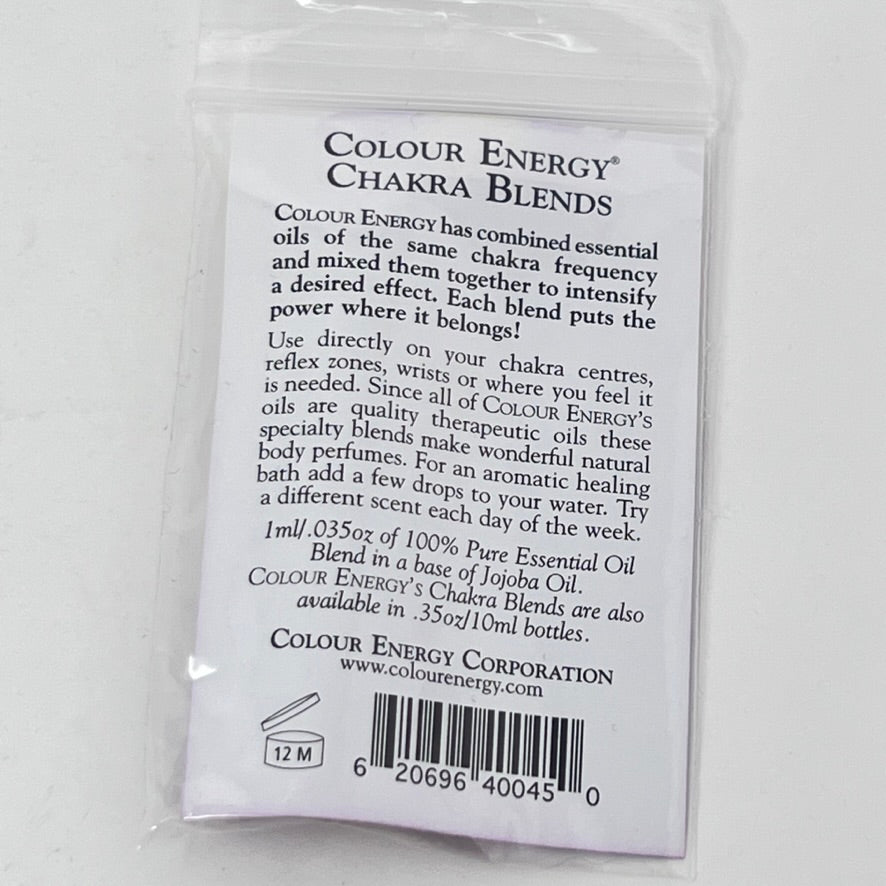 COLOUR ENERGY®
CHAKRA BLENDS
COLOUR ENERGY has combined essential
oils of the same chakra frequency
and mixed them together to intensify
a desired effect. Each blend puts the
power where it belongs!
Use directly on your chakra centres,
reflex zones, wrists or where you feel it
is needed. Since all of COLOUR ENERGY'S
oils are quality therapeutic oils these
specialty blends make wonderful natural
body perfumes. For an aromatic healing
bath add a few drops to your water. Try
a different scent each day of the week.
1ml/.035oz of 100% Pure Essential Oil
Blend in a base of Jojoba Oil.
COLOUR ENERGY'S Chakra Blends are also
available in .35oz/10ml bottles.
COLOUR ENERGY CORPORATION
www.colourenergy.com
12 M
6 20696 40045 0